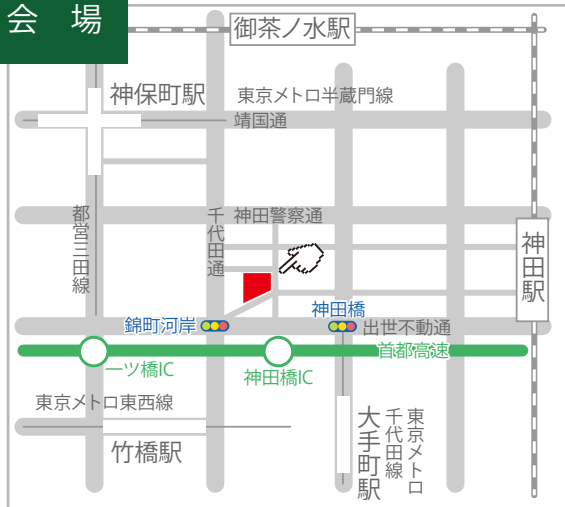 会場
御茶ノ水駅
神保町駅
東京メトロ半蔵門線
靖国通
都営三田線
千代田通
神田警察通
神田駅
神田橋
錦町河岸
出世不動通
首都高速
一ツ橋IC
神田橋IC
東京メトロ東西線
竹橋駅
大手町駅
千代田線
東京メトロ